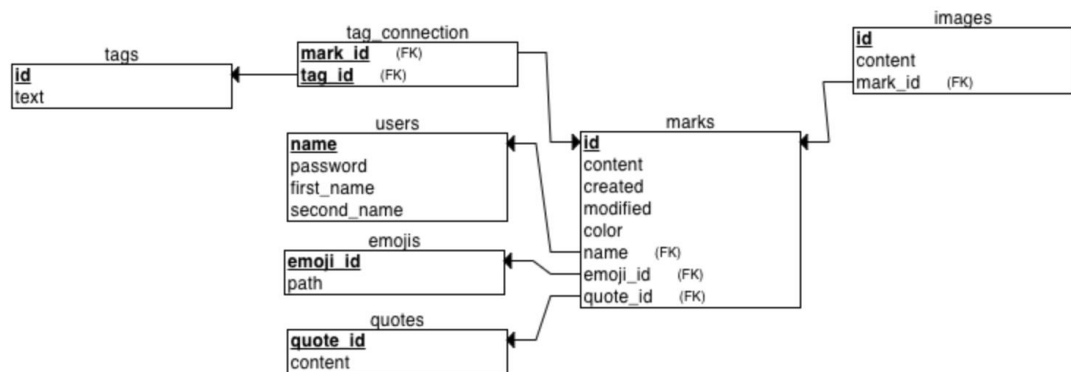 tags
id
text
tag_connection
mark_id (FK)
tag_id (FK)
images
id
content
mark_id (FK)
users
name
password
first_name
second_name
marks
id
content
created
modified
color
name (FK)
emoji_id (FK)
quote_id (FK)
emojis
emoji_id
path
quotes
quote_id
content